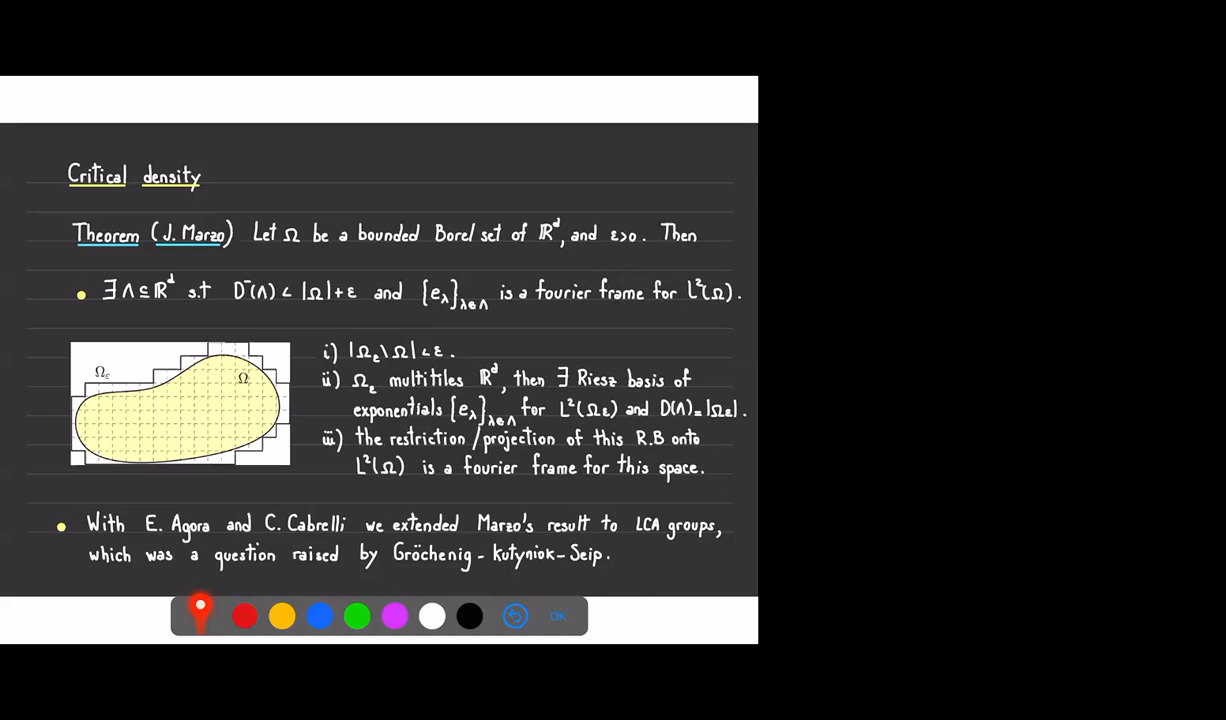 Critical density
Theorem (J. Marzo) Let Ω be a bounded Borel set of ℝᵈ, and ε>0. Then
• ∃ Λ ⊆ ℝᵈ s.t D⁻(Λ) < |Ω|+ε and {e_λ}_{λ∈Λ} is a fourier frame for L²(Ω).
Ω_ε
Ω
i) |Ω_ε\Ω| < ε.
ii) Ω_ε multitiles ℝᵈ, then ∃ Riesz basis of
exponentials {e_λ}_{λ∈Λ} for L²(Ω_ε) and D(Λ)=|Ω_ε|.
iii) the restriction/projection of this R.B onto
L²(Ω) is a fourier frame for this space.
• With E. Agora and C. Cabrelli we extended Marzo's result to LCA groups,
which was a question raised by Gröchenig - Kutyniok - Seip.
OK